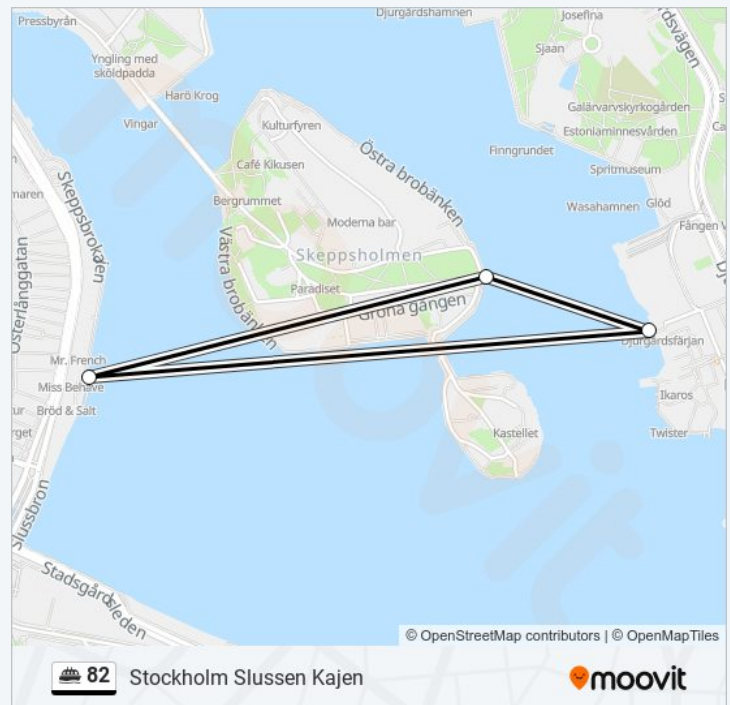 Pressbyrån
Djurgårdshamnen
Josefina
Yngling med
sköldpadda
Sjaan
Harö Krog
Galärvarvskyrkogården
Vingar
Kulturfyren
Estoniaminnesvården
Östra brobänken
Finngrundet
Café Kikusen
Spritmuseum
Skeppsbrokajen
Bergrummet
Wasahamnen
Glöd
Moderna bar
Fången
Västra brobänken
Skeppsholmen
Österlånggatan
Paradiset
Gröna gången
Djurgårdsfärjan
Mr. French
Miss Behave
Ikaros
Bröd & Salt
Kastellet
Twister
Slussbron
Stadsgårdsleden
© OpenStreetMap contributors | © OpenMapTiles
82 Stockholm Slussen Kajen
moovit